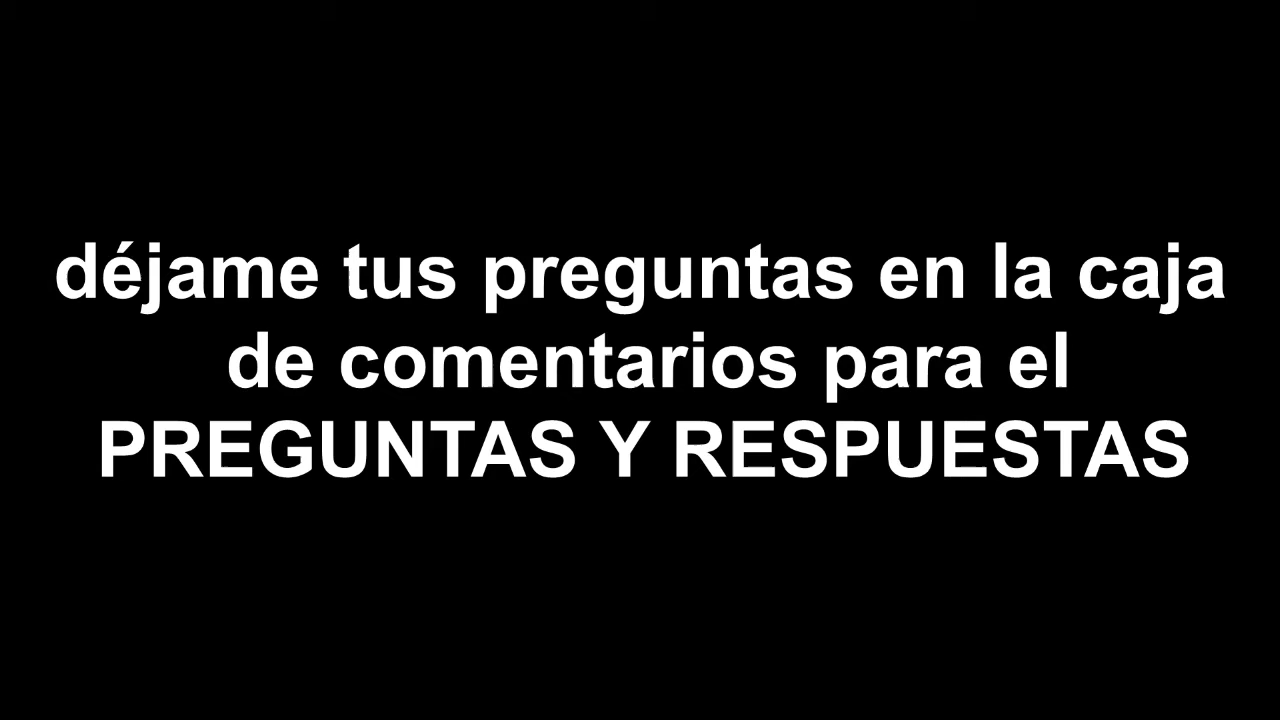 déjame tus preguntas en la caja
de comentarios para el
PREGUNTAS Y RESPUESTAS